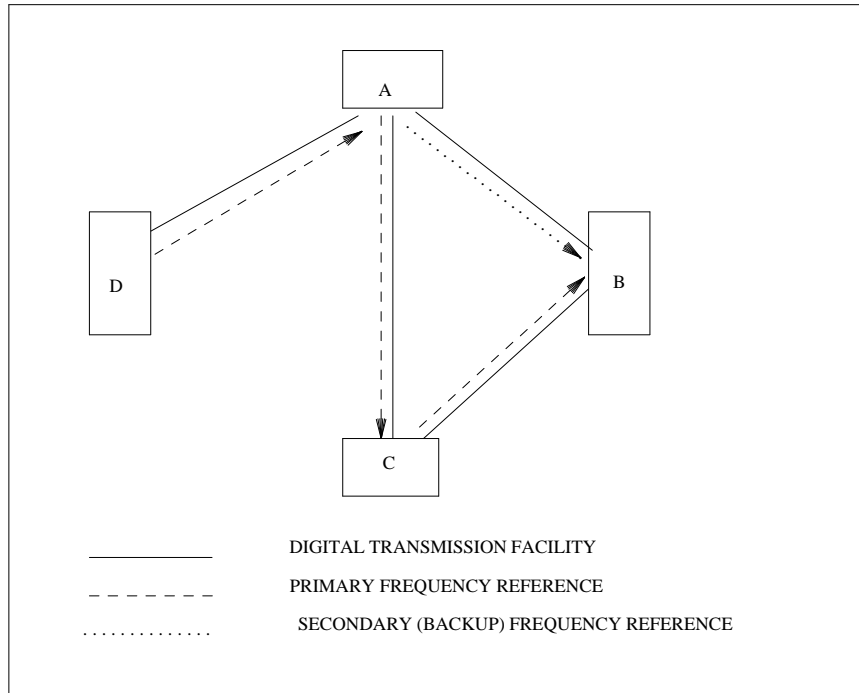 A
D
B
C
DIGITAL TRANSMISSION FACILITY
PRIMARY FREQUENCY REFERENCE
SECONDARY (BACKUP) FREQUENCY REFERENCE